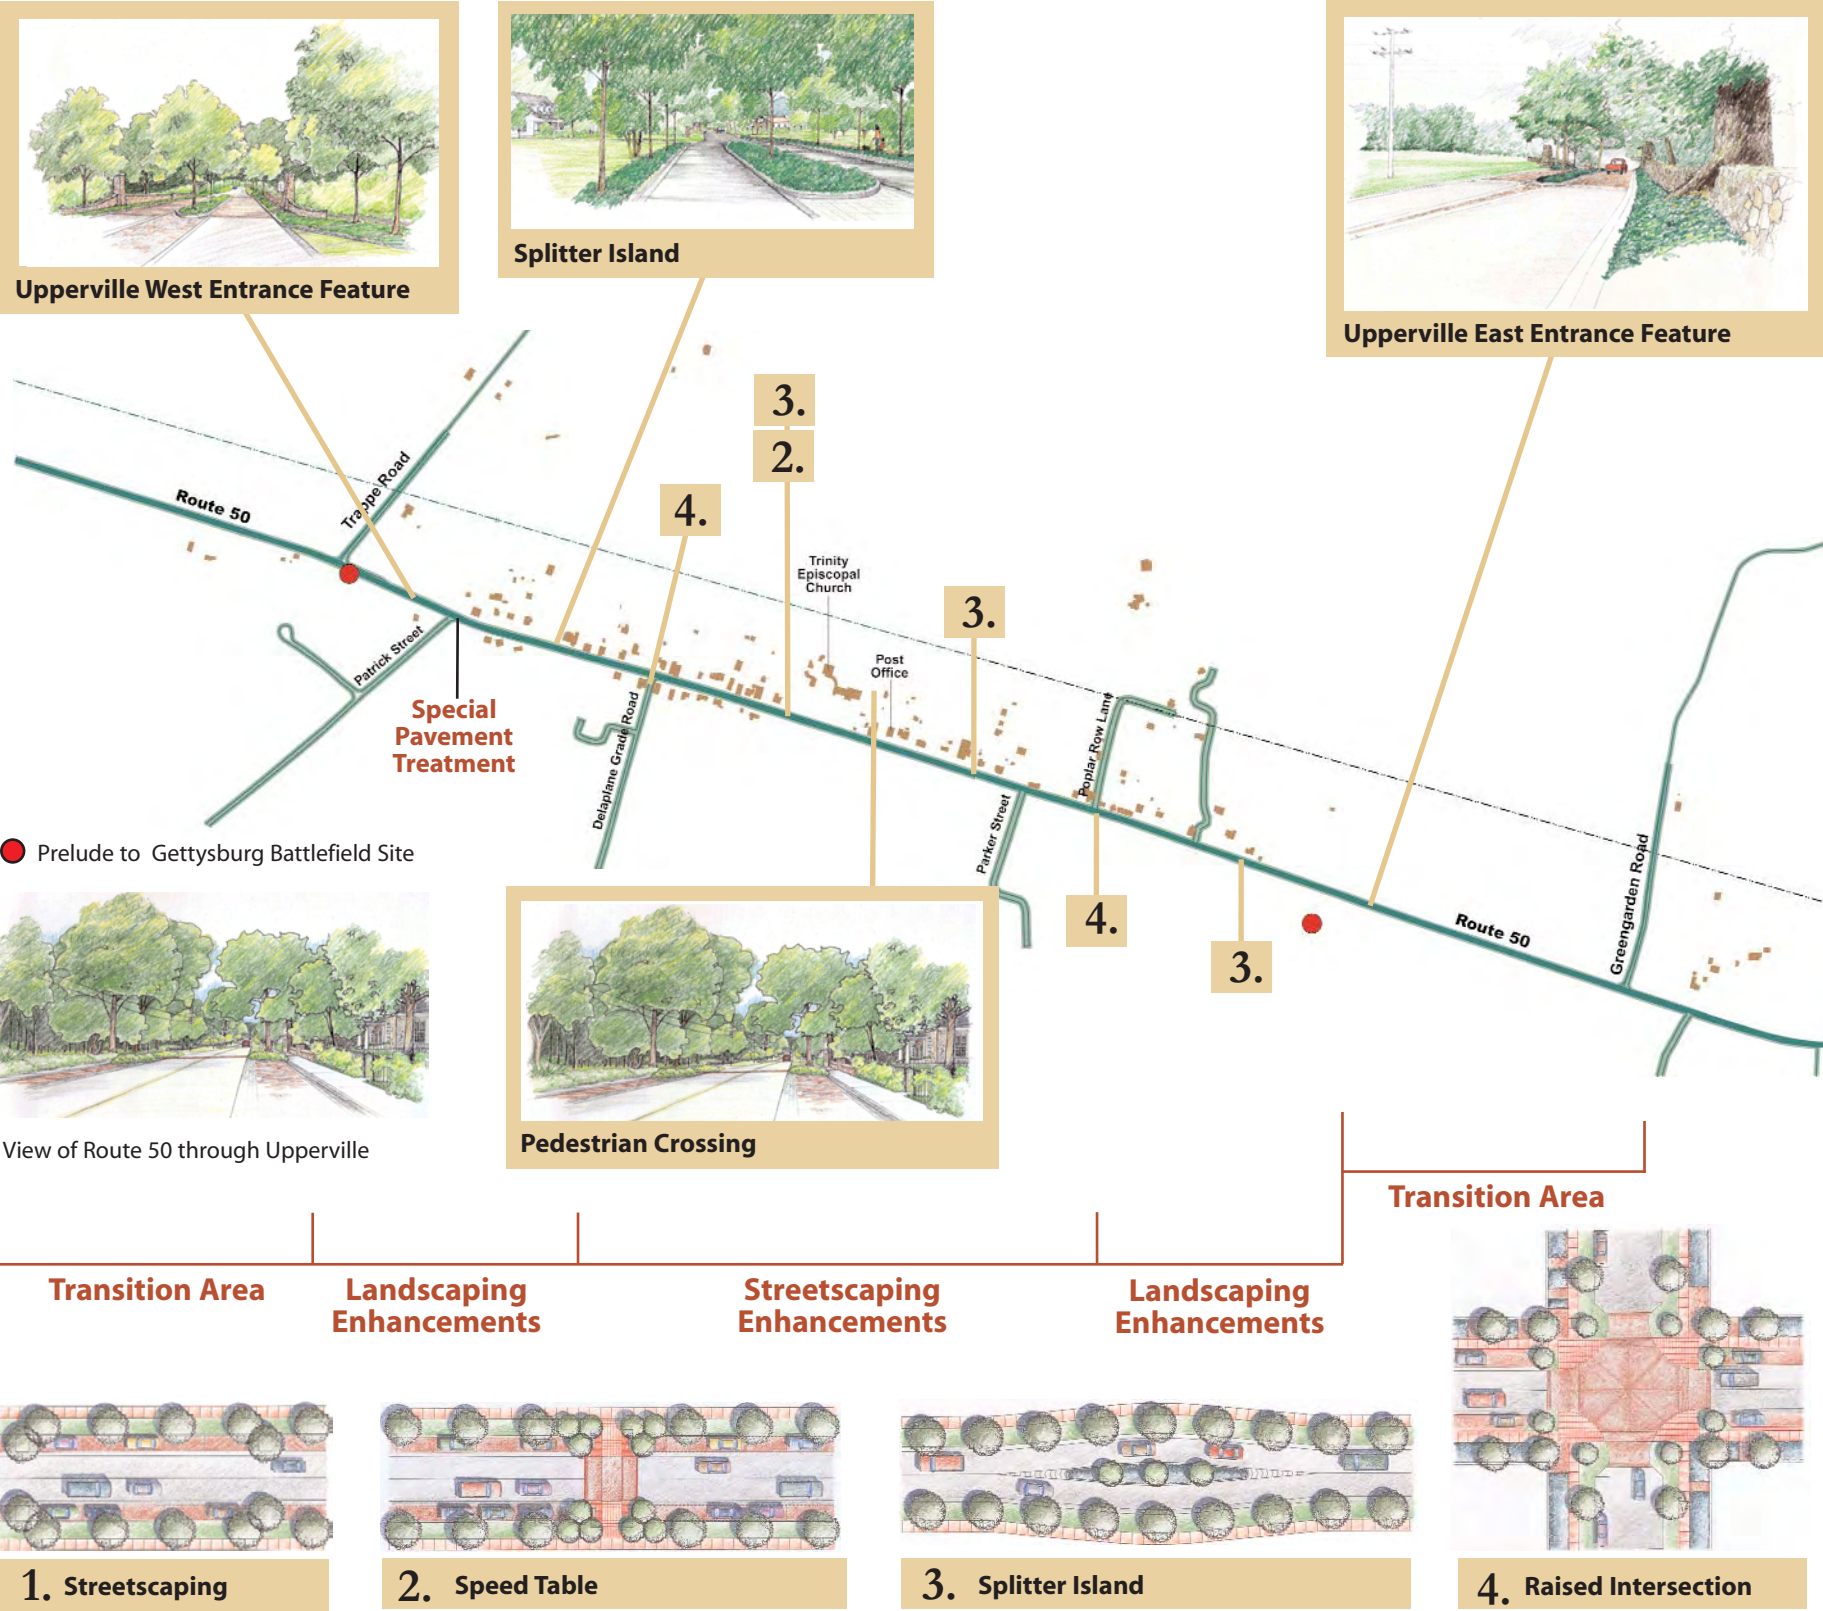 Upperville West Entrance Feature
Splitter Island
Upperville East Entrance Feature
3.
2.
4.
Route 50
Trappe Road
Trinity
Episcopal
Church
3.
Patrick Street
Post
Office
Special
Pavement
Treatment
Delaplane Grade Road
Poplar Row Lane
Parker Street
Greengarden Road
Prelude to Gettysburg Battlefield Site
4.
3.
Route 50
View of Route 50 through Upperville
Pedestrian Crossing
Transition Area
Transition Area
Landscaping
Enhancements
Streetscaping
Enhancements
Landscaping
Enhancements
1. Streetscaping
2. Speed Table
3. Splitter Island
4. Raised Intersection